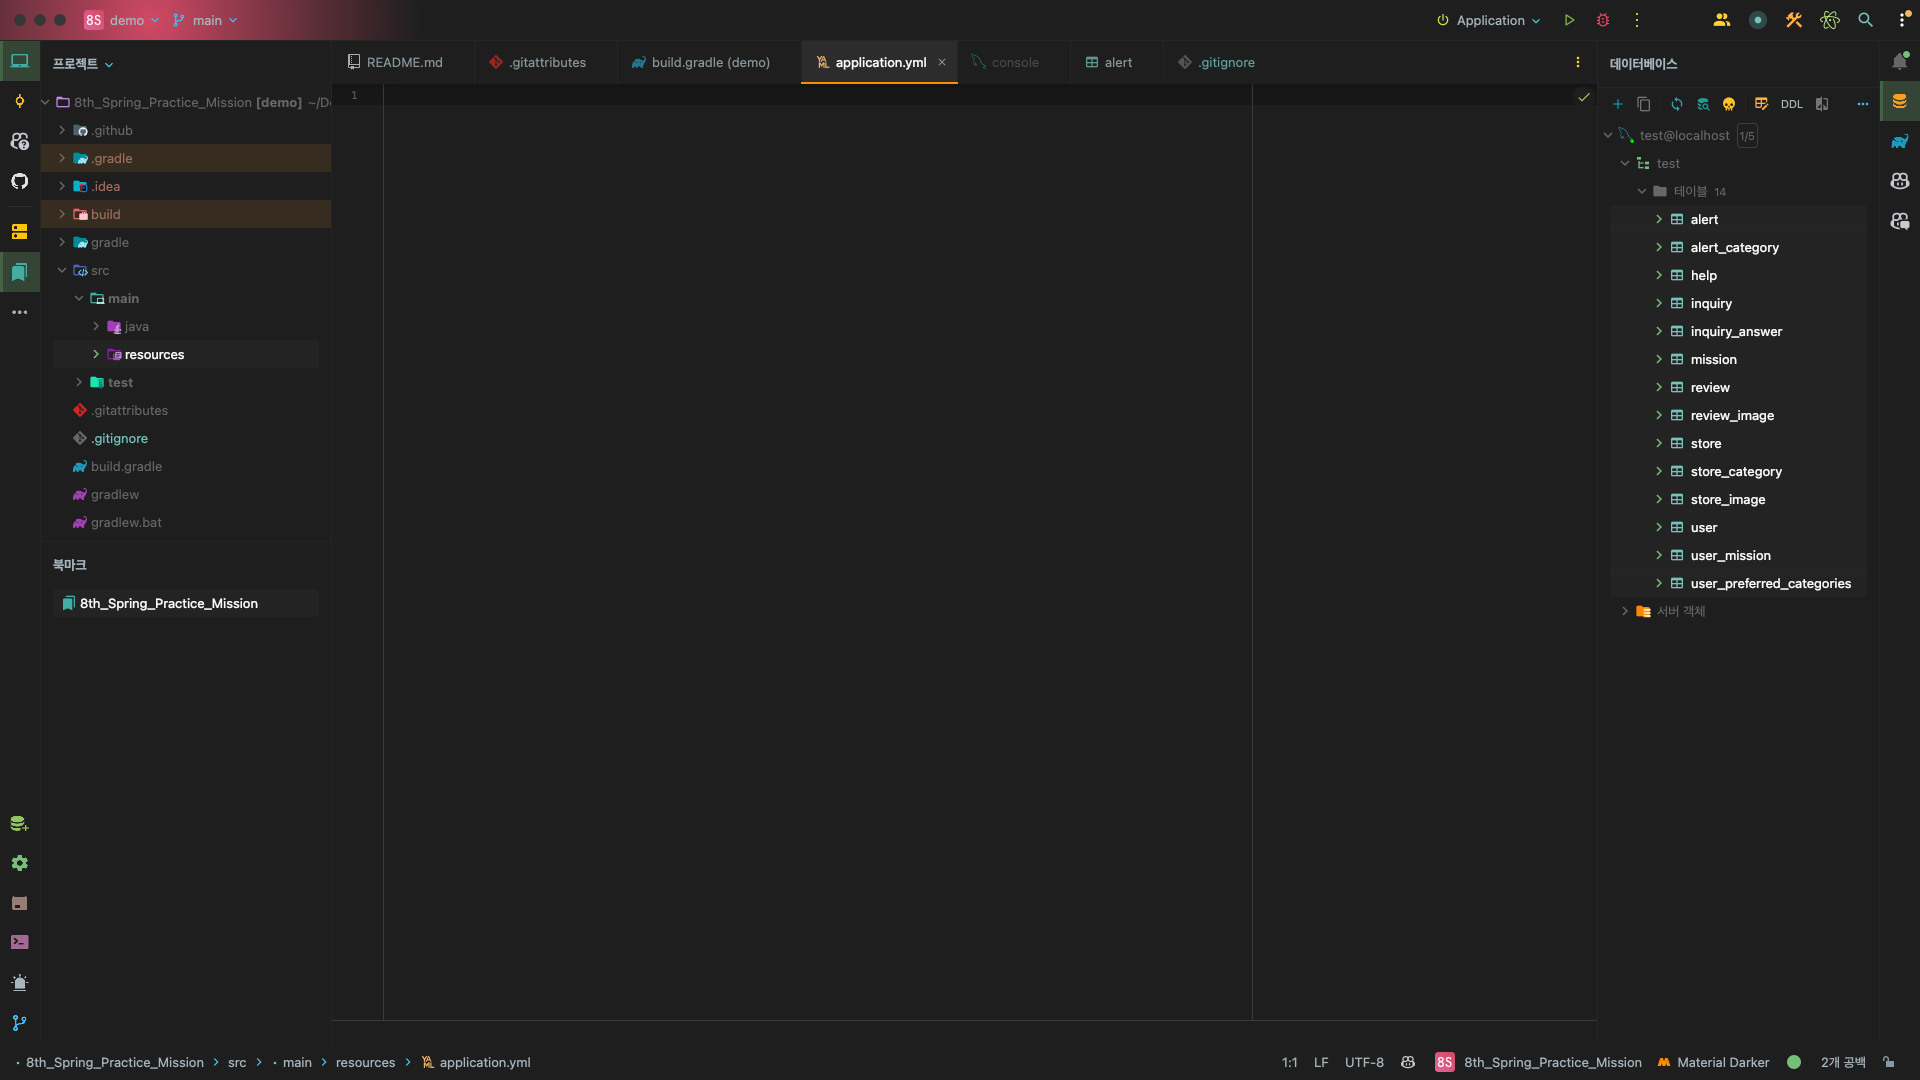 8S demo main Application
프로젝트
README.md .gitattributes build.gradle (demo) application.yml console alert .gitignore
데이터베이스
1
8th_Spring_Practice_Mission [demo] ~/D
.github
.gradle
.idea
build
gradle
src
main
java
resources
test
.gitattributes
.gitignore
build.gradle
gradlew
gradlew.bat
북마크
8th_Spring_Practice_Mission
DDL
test@localhost 1/5
test
테이블 14
alert
alert_category
help
inquiry
inquiry_answer
mission
review
review_image
store
store_category
store_image
user
user_mission
user_preferred_categories
서버 객체
8th_Spring_Practice_Mission src main resources application.yml
1:1 LF UTF-8 8S 8th_Spring_Practice_Mission Material Darker 2개 공백